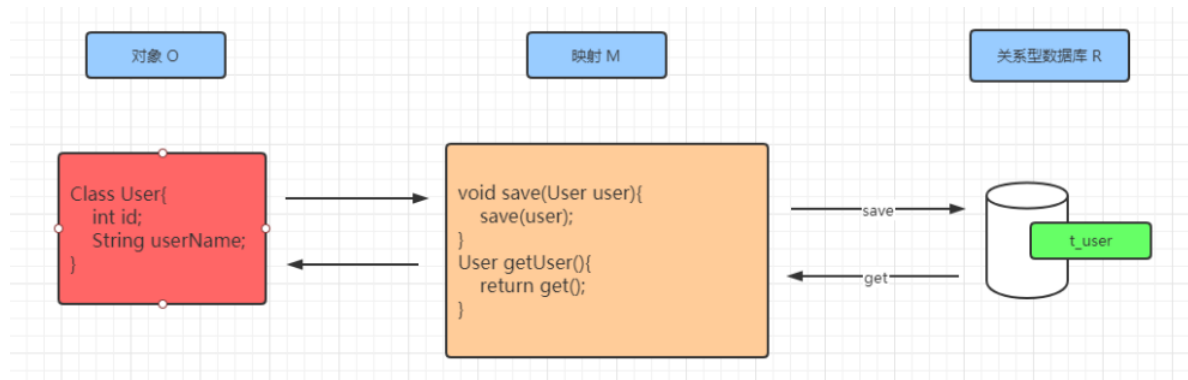 对象 O
映射 M
关系型数据库 R
Class User{
int id;
String userName;
}
void save(User user){
save(user);
}
User getUser(){
return get();
}
save
get
t_user